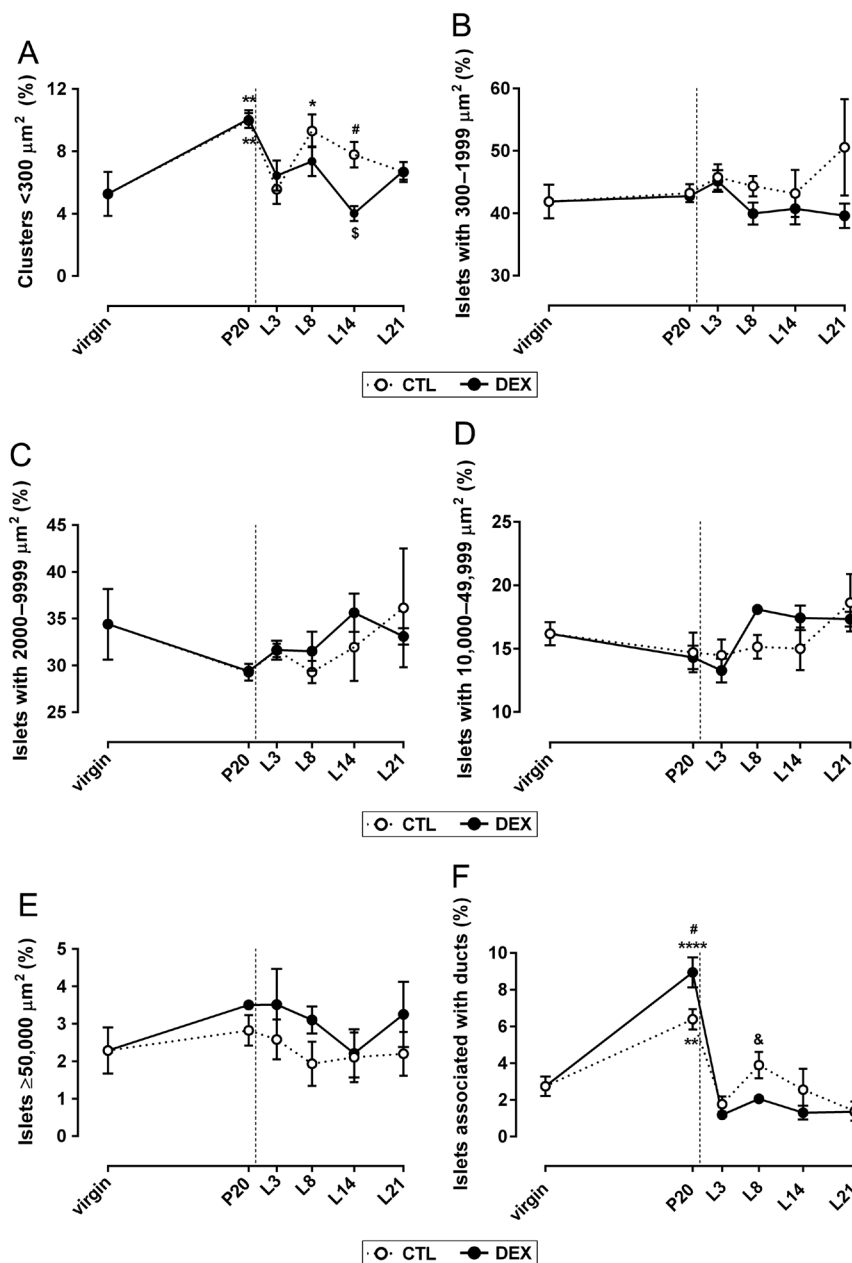 A
Clusters <300 μm² (%)
12
8
4
0
**
**
*
#
$
virgin
P20
L3
L8
L14
L21
B
Islets with 300–1999 μm² (%)
60
50
40
30
virgin
P20
L3
L8
L14
L21
CTL DEX
C
Islets with 2000–9999 μm² (%)
45
40
35
30
25
virgin
P20
L3
L8
L14
L21
D
Islets with 10,000–49,999 μm² (%)
25
20
15
10
virgin
P20
L3
L8
L14
L21
CTL DEX
E
Islets ≥50,000 μm² (%)
5
4
3
2
1
0
virgin
P20
L3
L8
L14
L21
F
Islets associated with ducts (%)
10
8
6
4
2
0
#
****
**
&
virgin
P20
L3
L8
L14
L21
CTL DEX